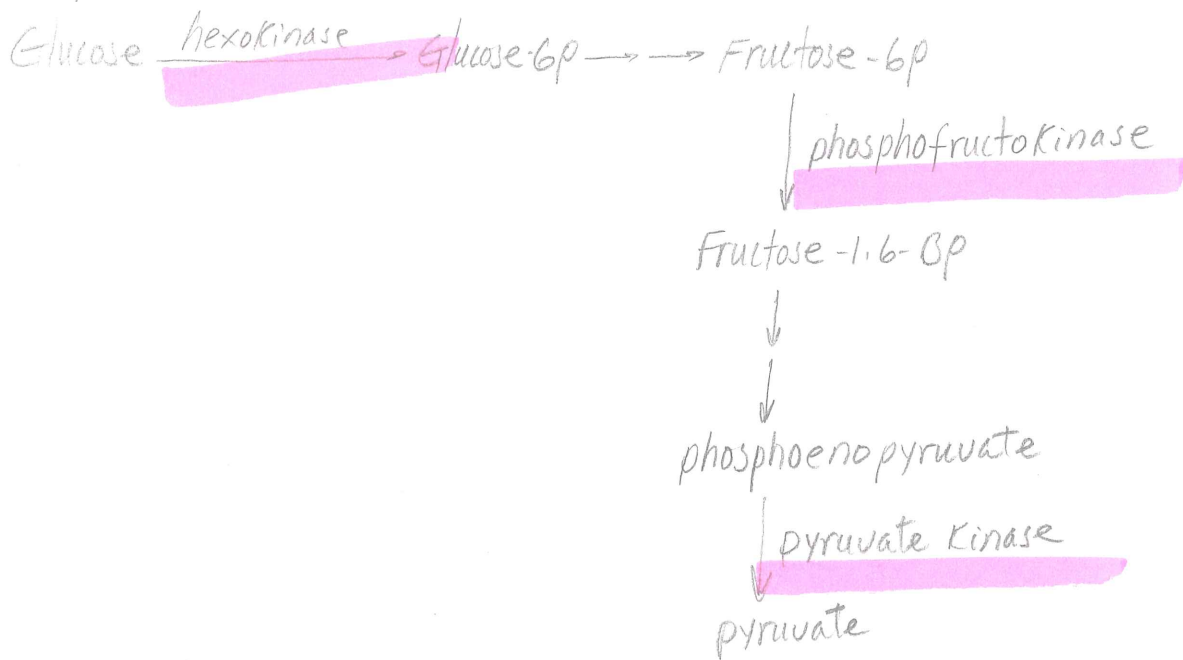 Glucose hexokinase Glucose-6p Fructose-6p
phosphofructokinase
Fructose-1.6-Bp
phosphoenopyruvate
pyruvate kinase
pyruvate